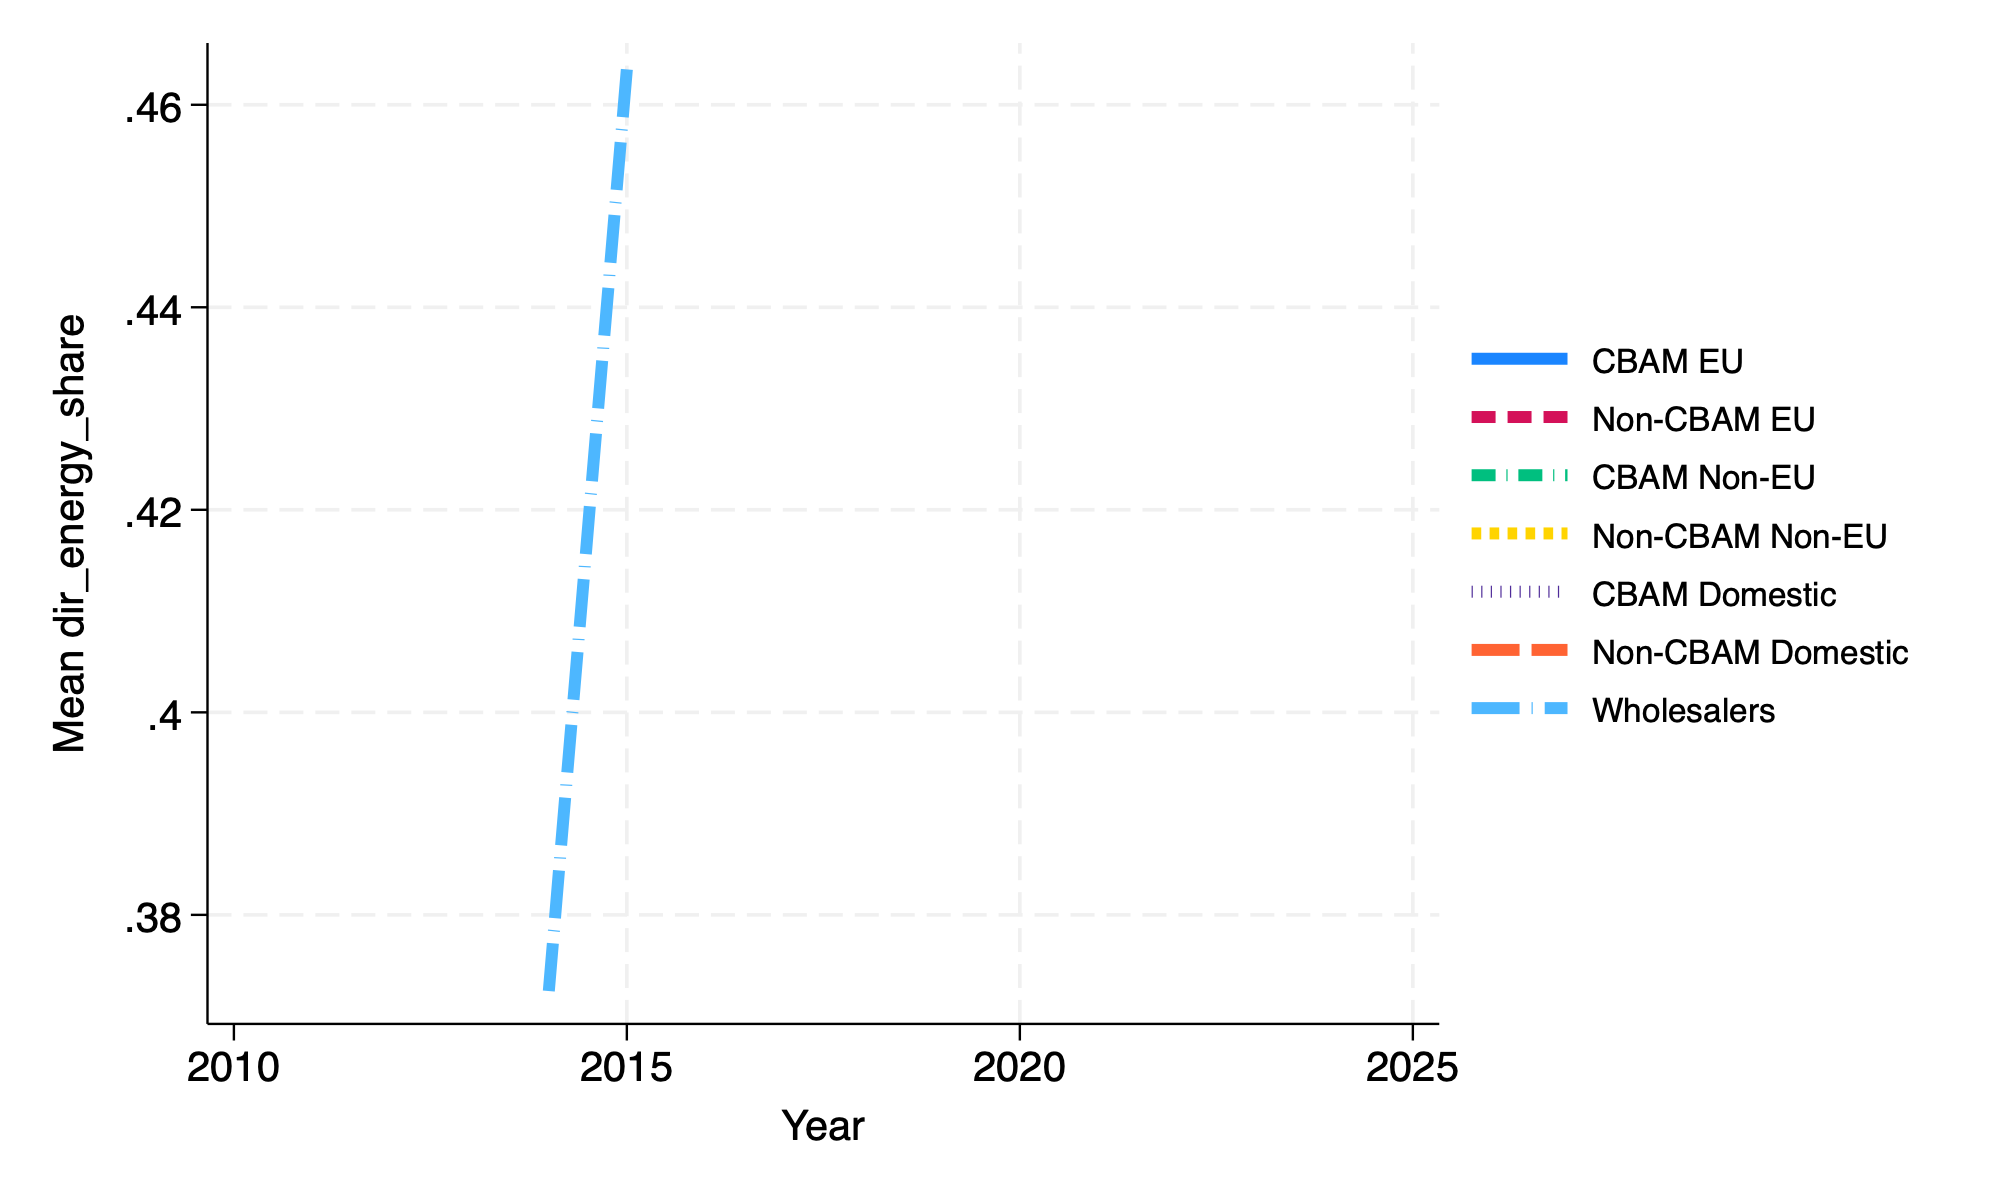 Mean dir_energy_share
.46
.44
.42
.4
.38
2010
2015
2020
2025
Year
CBAM EU
Non-CBAM EU
CBAM Non-EU
Non-CBAM Non-EU
CBAM Domestic
Non-CBAM Domestic
Wholesalers